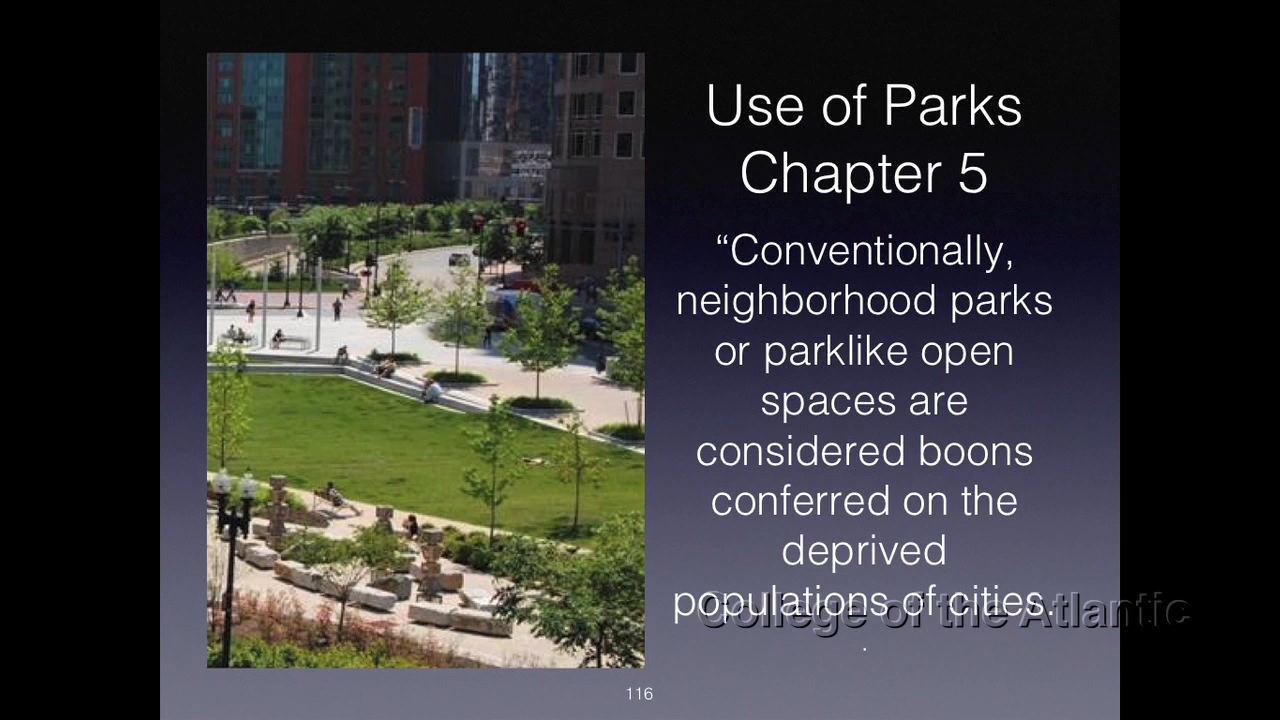 Use of Parks
Chapter 5
“Conventionally,
neighborhood parks
or parklike open
spaces are
considered boons
conferred on the
deprived
populations of cities.
College of the Atlantic
.
116